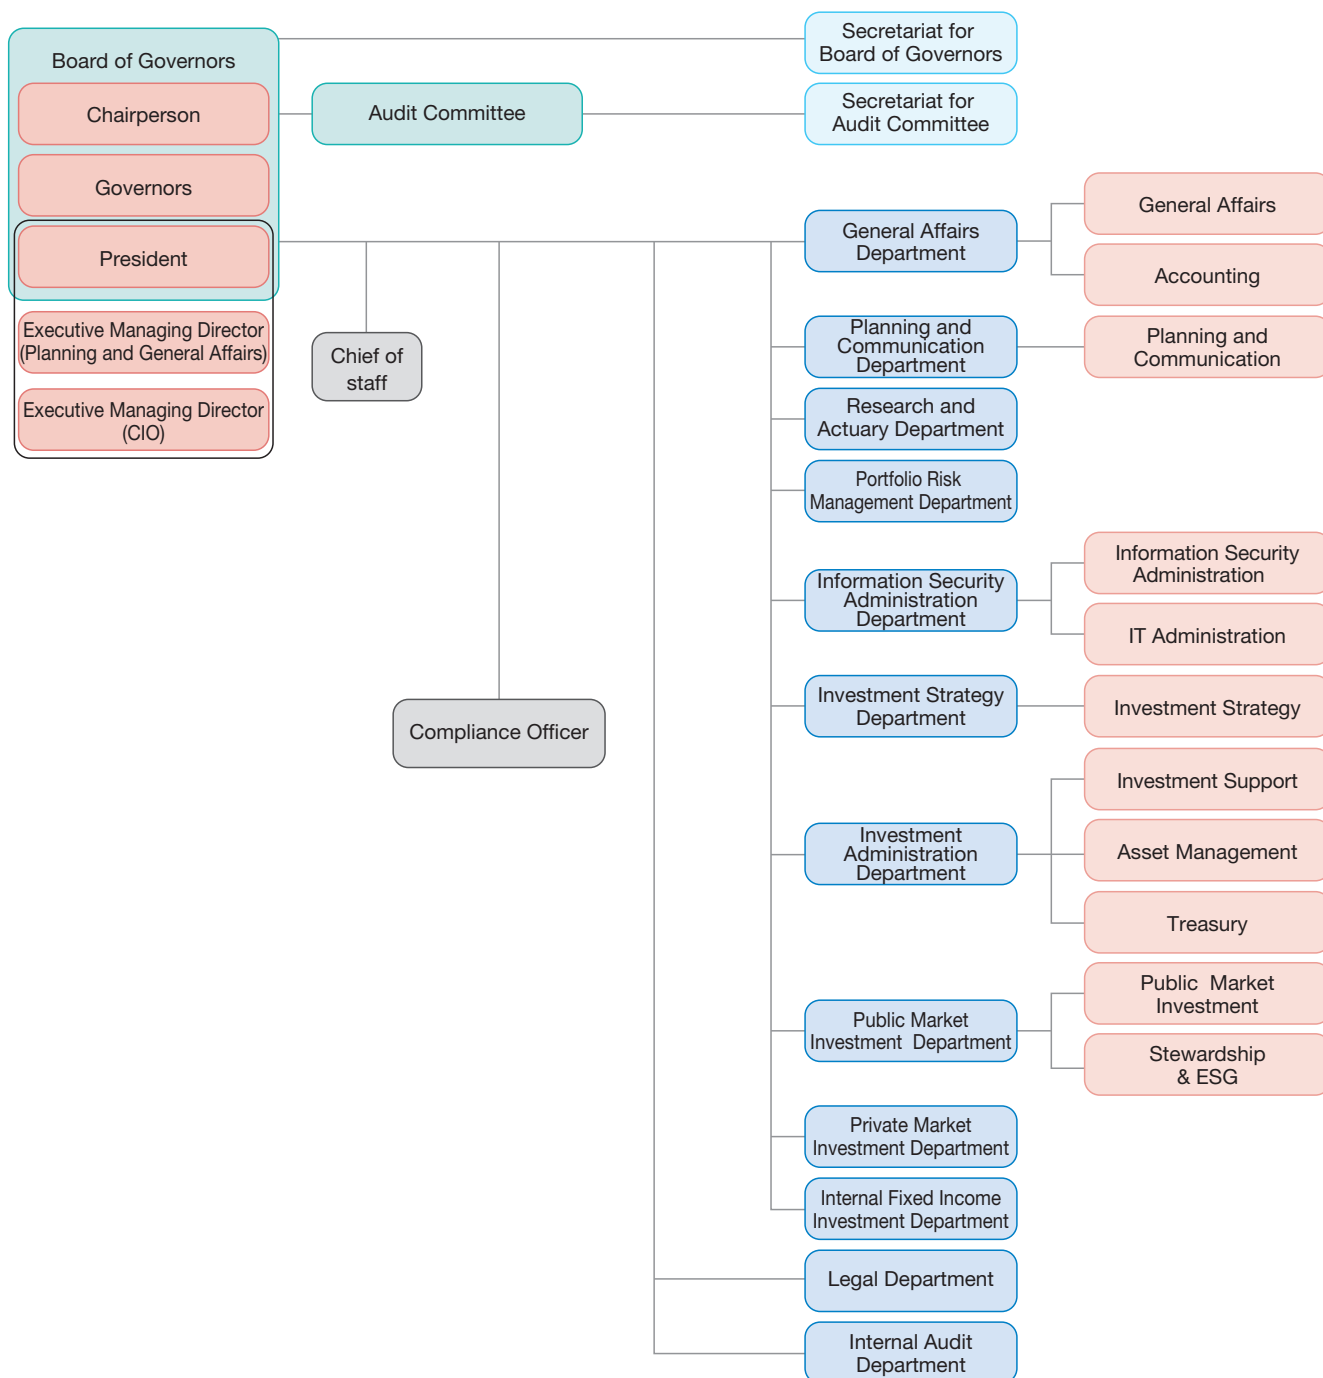 Board of Governors
Chairperson
Governors
President
Executive Managing Director
(Planning and General Affairs)
Executive Managing Director
(CIO)
Audit Committee
Secretariat for
Board of Governors
Secretariat for
Audit Committee
Chief of
staff
Compliance Officer
General Affairs
Department
General Affairs
Accounting
Planning and
Communication
Department
Planning and
Communication
Research and
Actuary Department
Portfolio Risk
Management Department
Information Security
Administration
Department
Information Security
Administration
IT Administration
Investment Strategy
Department
Investment Strategy
Investment
Administration
Department
Investment Support
Asset Management
Treasury
Public Market
Investment Department
Public Market
Investment
Stewardship
& ESG
Private Market
Investment Department
Internal Fixed Income
Investment Department
Legal Department
Internal Audit
Department